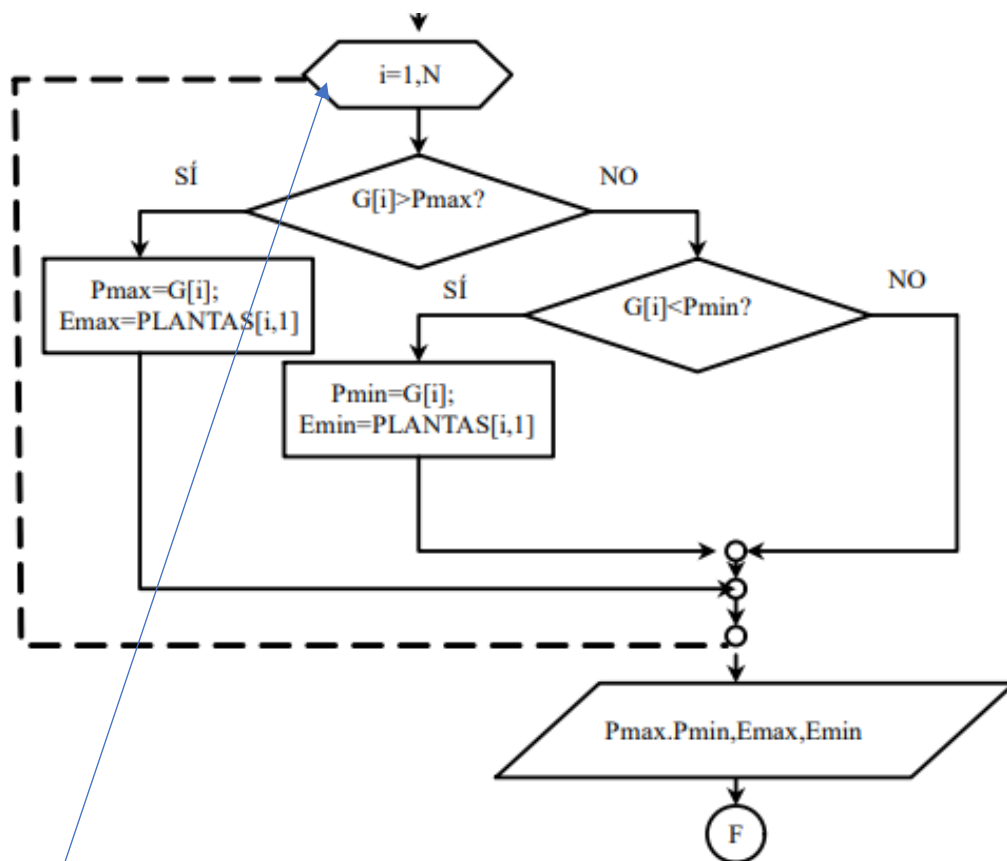 i=1,N
SÍ
NO
G[i]>Pmax?
Pmax=G[i];
Emax=PLANTAS[i,1]
SÍ
NO
G[i]<Pmin?
Pmin=G[i];
Emin=PLANTAS[i,1]
Pmax.Pmin,Emax,Emin
F